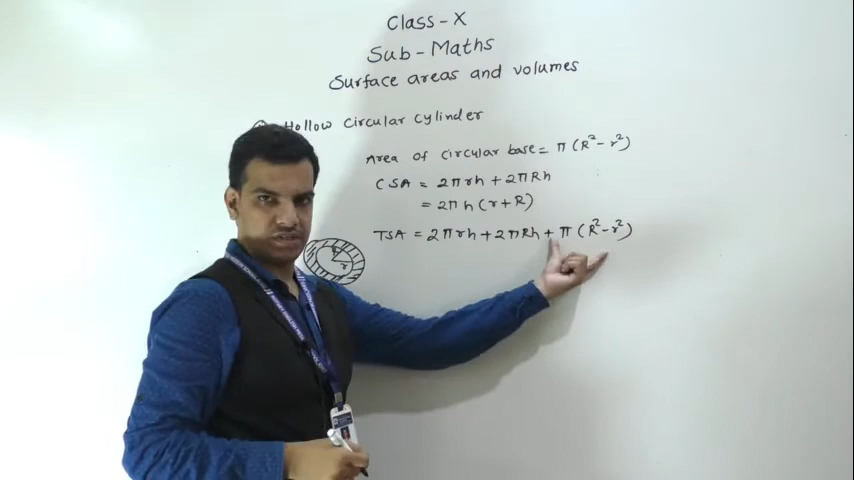 Class-X
Sub-Maths
Surface areas and volumes
Hollow circular cylinder
Area of circular base = π (R² - r²)
CSA = 2πrh + 2πRh
= 2πh (r+R)
TSA = 2πrh + 2πRh + π (R² - r²)
r